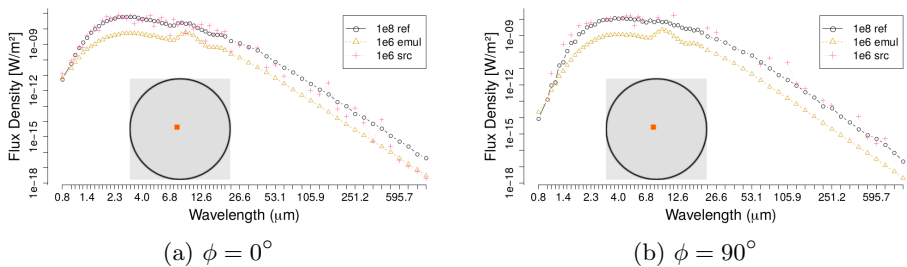 Flux Density [W/m²]
1e-18
1e-15
1e-12
1e-09
1e8 ref
1e6 emul
1e6 src
0.8 1.4 2.3 4.0 6.8 12.6 26.6 53.1 105.9 251.2 595.7
Wavelength (μm)
(a) ϕ = 0°
Flux Density [W/m²]
1e-18
1e-15
1e-12
1e-09
1e8 ref
1e6 emul
1e6 src
0.8 1.4 2.3 4.0 6.8 12.6 26.6 53.1 105.9 251.2 595.7
Wavelength (μm)
(b) ϕ = 90°